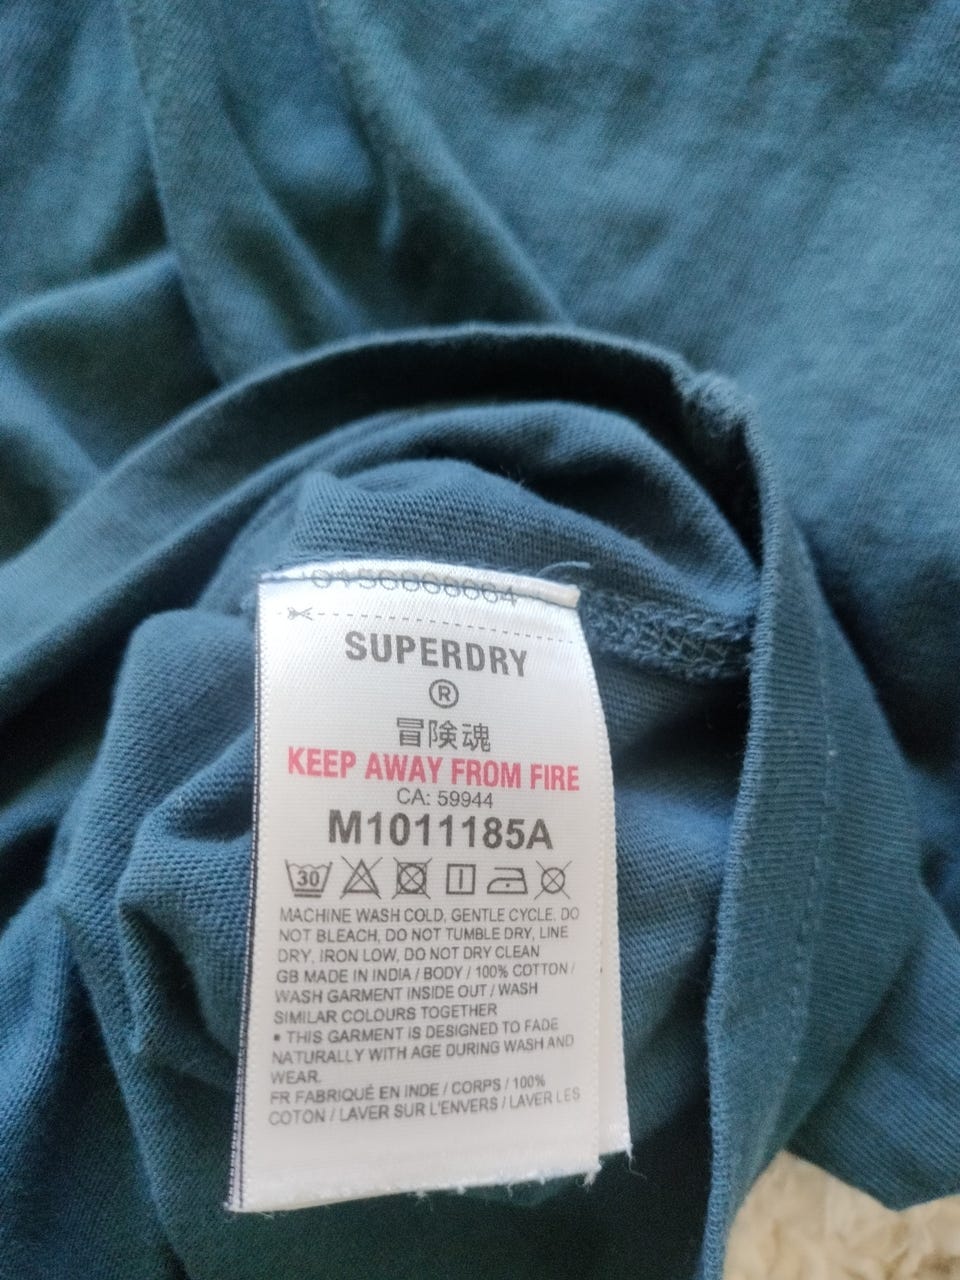 SUPERDRY
®
冒険魂
KEEP AWAY FROM FIRE
CA: 59944
M1011185A
30
MACHINE WASH COLD, GENTLE CYCLE, DO
NOT BLEACH, DO NOT TUMBLE DRY, LINE
DRY, IRON LOW, DO NOT DRY CLEAN
GB MADE IN INDIA / BODY / 100% COTTON /
WASH GARMENT INSIDE OUT / WASH
SIMILAR COLOURS TOGETHER
• THIS GARMENT IS DESIGNED TO FADE
NATURALLY WITH AGE DURING WASH AND
WEAR.
FR FABRIQUÉ EN INDE / CORPS / 100%
COTON / LAVER SUR L'ENVERS / LAVER LES